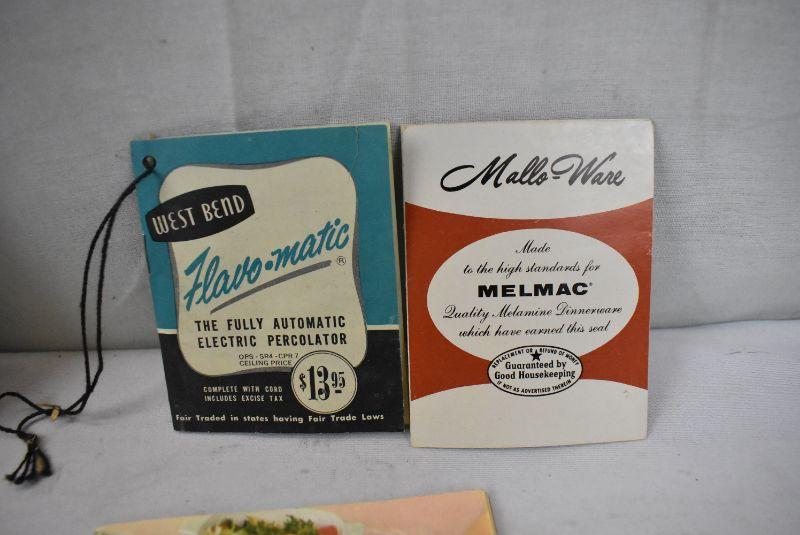 WEST BEND
Flavo-matic ®
THE FULLY AUTOMATIC
ELECTRIC PERCOLATOR
OPS - SR4 - CPR 7
CEILING PRICE
$13.95
COMPLETE WITH CORD
INCLUDES EXCISE TAX
Fair Traded in states having Fair Trade Laws
Mallo-Ware
Made
to the high standards for
MELMAC®
Quality Melamine Dinnerware
which have earned this seal
REPLACEMENT OR REFUND OF MONEY
Guaranteed by
Good Housekeeping
IF NOT AS ADVERTISED THEREIN